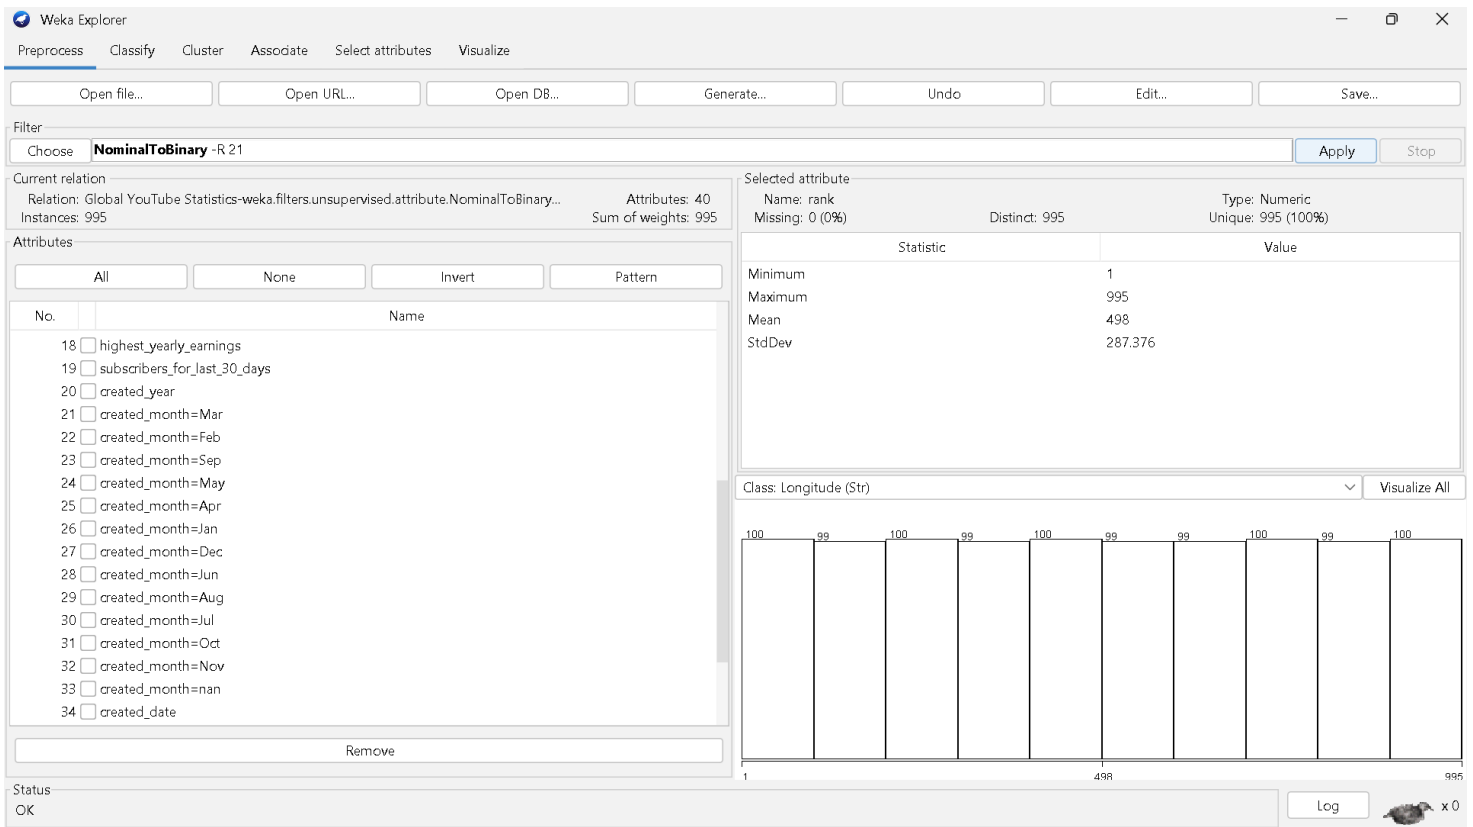 Weka Explorer
Preprocess Classify Cluster Associate Select attributes Visualize
Open file... Open URL... Open DB... Generate... Undo Edit... Save...
Filter
Choose NominalToBinary -R 21 Apply Stop
Current relation
Relation: Global YouTube Statistics-weka.filters.unsupervised.attribute.NominalToBinary... Attributes: 40
Instances: 995 Sum of weights: 995
Attributes
All None Invert Pattern
No. Name
18 highest_yearly_earnings
19 subscribers_for_last_30_days
20 created_year
21 created_month=Mar
22 created_month=Feb
23 created_month=Sep
24 created_month=May
25 created_month=Apr
26 created_month=Jan
27 created_month=Dec
28 created_month=Jun
29 created_month=Aug
30 created_month=Jul
31 created_month=Oct
32 created_month=Nov
33 created_month=nan
34 created_date
Remove
Selected attribute
Name: rank Type: Numeric
Missing: 0 (0%) Distinct: 995 Unique: 995 (100%)
Statistic Value
Minimum 1
Maximum 995
Mean 498
StdDev 287.376
Class: Longitude (Str) Visualize All
100 99 100 99 100 99 99 100 99 100
1 498 995
Status
OK
Log x 0